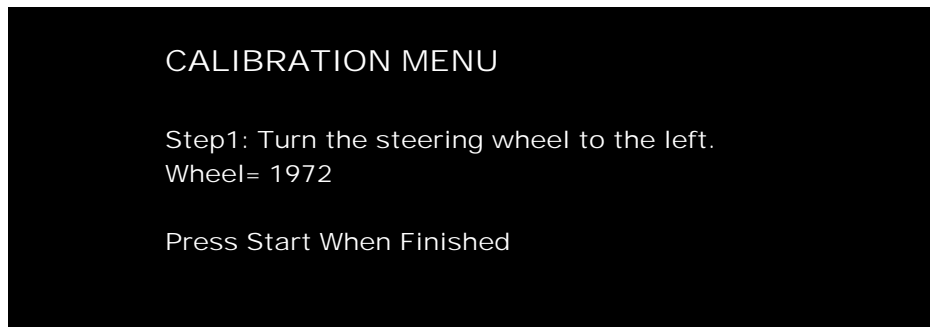 CALIBRATION MENU
Step1: Turn the steering wheel to the left.
Wheel= 1972
Press Start When Finished